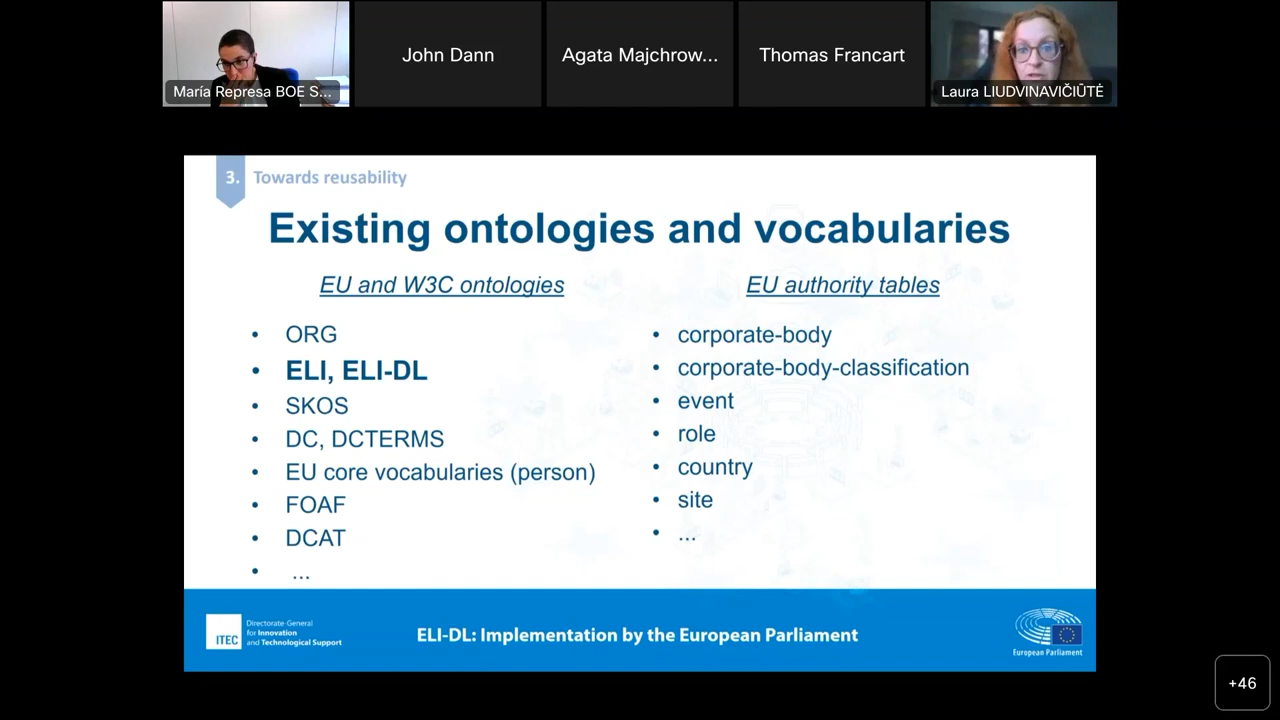 María Represa BOE S...
John Dann
Agata Majchrow...
Thomas Francart
Laura LIUDVINAVIČIŪTĖ
3. Towards reusability
Existing ontologies and vocabularies
EU and W3C ontologies
• ORG
• ELI, ELI-DL
• SKOS
• DC, DCTERMS
• EU core vocabularies (person)
• FOAF
• DCAT
• ...
EU authority tables
• corporate-body
• corporate-body-classification
• event
• role
• country
• site
• ...
ITEC
Directorate-General
for Innovation
and Technological Support
ELI-DL: Implementation by the European Parliament
European Parliament
+46